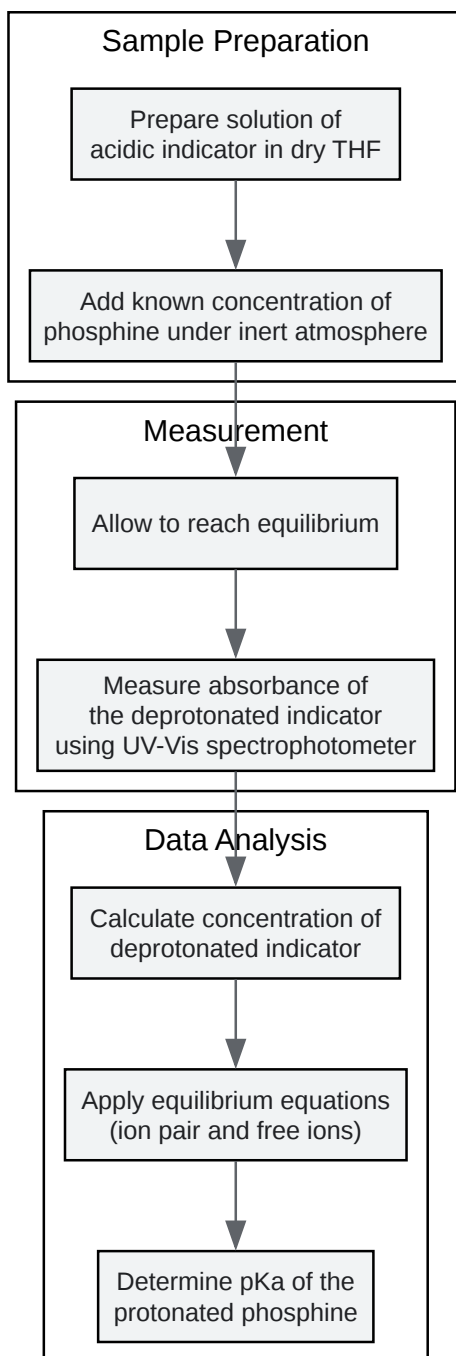 Sample Preparation
Prepare solution of
acidic indicator in dry THF
Add known concentration of
phosphine under inert atmosphere
Measurement
Allow to reach equilibrium
Measure absorbance of
the deprotonated indicator
using UV-Vis spectrophotometer
Data Analysis
Calculate concentration of
deprotonated indicator
Apply equilibrium equations
(ion pair and free ions)
Determine pKa of the
protonated phosphine